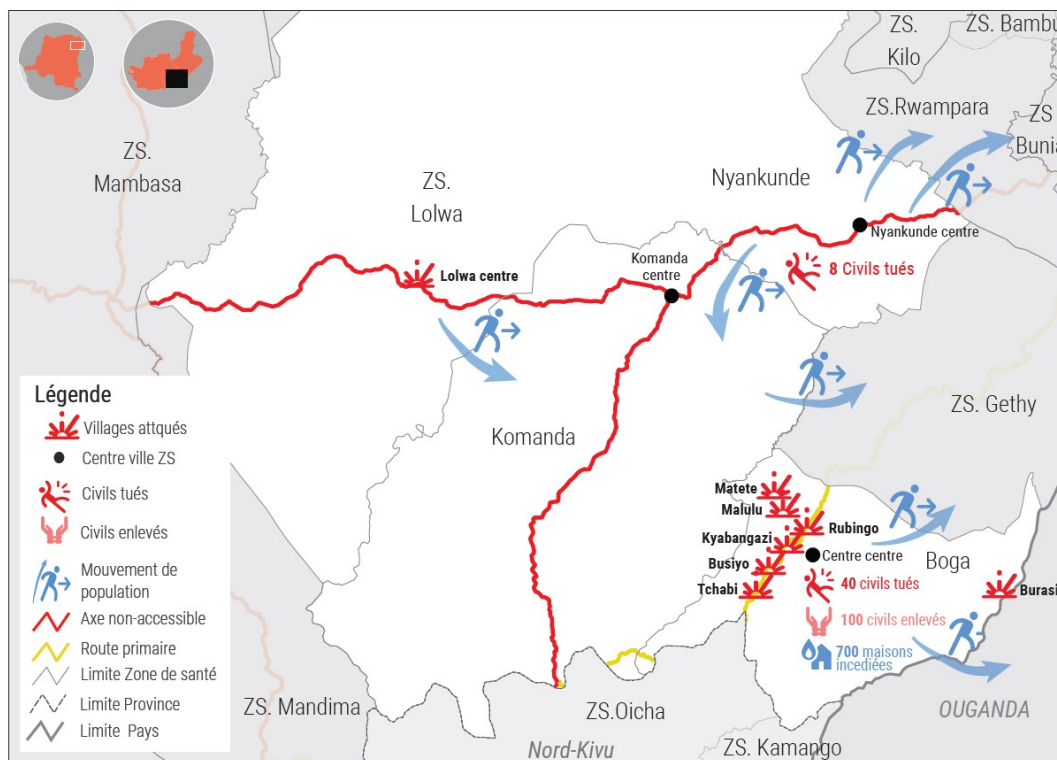 ZS.
Kilo
ZS. Bambu
ZS.Rwampara
ZS
Bunia
ZS.
Mambasa
ZS.
Lolwa
Nyankunde
Nyankunde centre
Komanda
centre
8 Civils tués
Lolwa centre
ZS. Gethy
Komanda
Légende
Villages attqués
Centre ville ZS
Civils tués
Civils enlevés
Mouvement de
population
Axe non-accessible
Route primaire
Limite Zone de santé
Limite Province
Limite Pays
Matete
Malulu
Rubingo
Kyabangazi
Centre centre
Boga
Busiyo
Tchabi
40 civils tués
Burasi
100 civils enlevés
700 maisons
incediées
ZS. Mandima
ZS.Oicha
OUGANDA
Nord-Kivu
ZS. Kamango